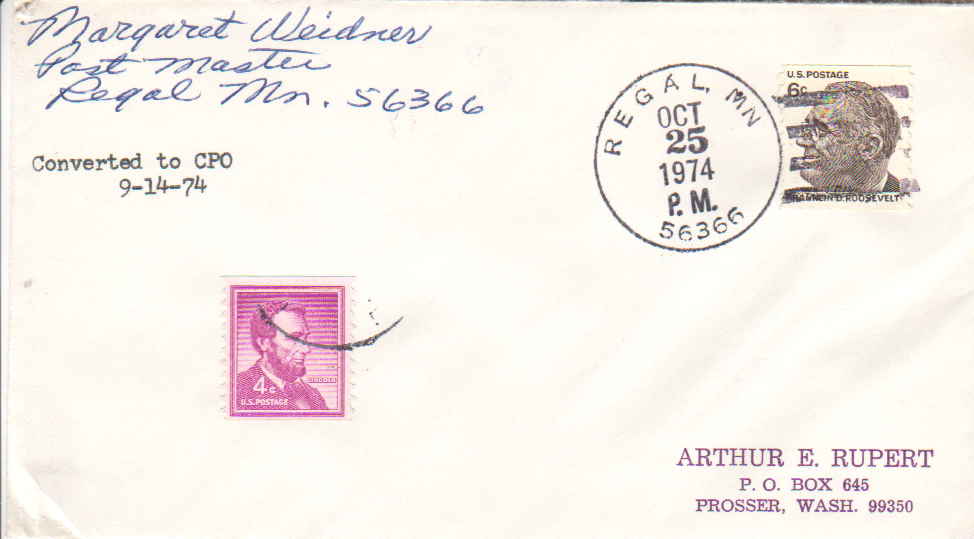 Margaret Weidner
Post Master
Regal Mn. 56366
Converted to CPO
9-14-74
REGAL, MN
OCT
25
1974
P. M.
56366
U.S. POSTAGE
6c
FRANKLIN D. ROOSEVELT
4c
LINCOLN
U.S. POSTAGE
ARTHUR E. RUPERT
P. O. BOX 645
PROSSER, WASH. 99350